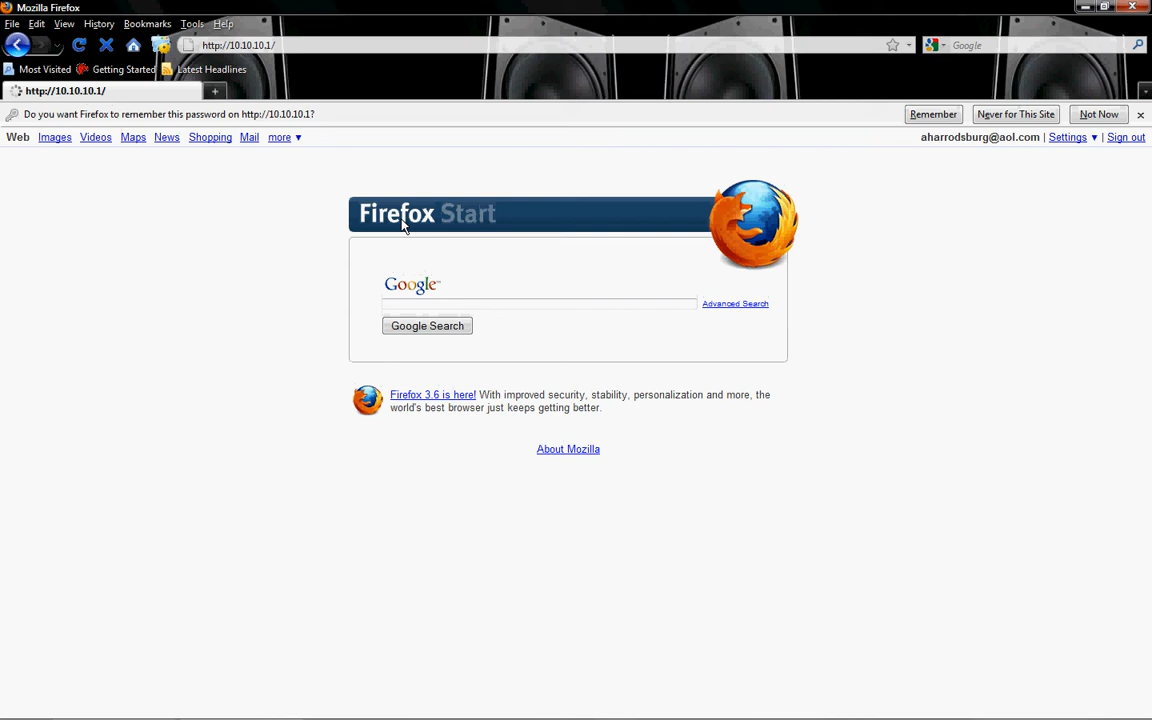 Mozilla Firefox
File Edit View History Bookmarks Tools Help
http://10.10.10.1/
Google
Most Visited Getting Started Latest Headlines
http://10.10.10.1/
Do you want Firefox to remember this password on http://10.10.10.1? Remember Never for This Site Not Now
Web Images Videos Maps News Shopping Mail more ▼ aharrodsburg@aol.com | Settings ▼ | Sign out
Firefox Start
Google™
Advanced Search
Google Search
Firefox 3.6 is here! With improved security, stability, personalization and more, the
world's best browser just keeps getting better.
About Mozilla